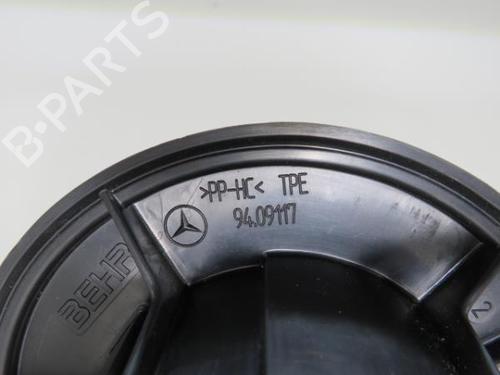 B-PARTS
>PP-HC< TPE
94.09117
BEHR
2